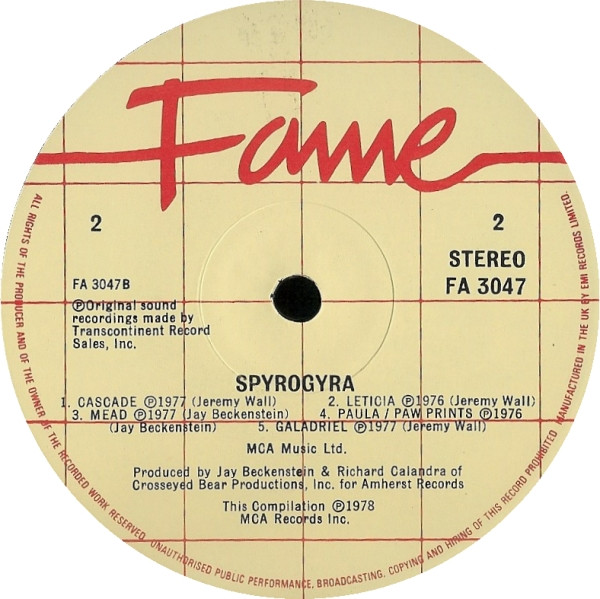 Fame
2
2
STEREO
FA 3047
FA 3047B
℗Original sound
recordings made by
Transcontinent Record
Sales, Inc.
SPYROGYRA
1. CASCADE ℗1977 (Jeremy Wall)   2. LETICIA ℗1976 (Jeremy Wall)
3. MEAD ℗1977 (Jay Beckenstein)   4. PAULA / PAW PRINTS ℗1976
(Jay Beckenstein)   5. GALADRIEL ℗1977 (Jeremy Wall)
MCA Music Ltd.
Produced by Jay Beckenstein & Richard Calandra of
Crosseyed Bear Productions, Inc. for Amherst Records
This Compilation ℗1978
MCA Records Inc.
ALL RIGHTS OF THE PRODUCER AND OF THE OWNER OF THE RECORDED WORK RESERVED. UNAUTHORISED PUBLIC PERFORMANCE, BROADCASTING, COPYING AND HIRING OF THIS RECORD PROHIBITED. MANUFACTURED IN THE UK BY EMI RECORDS LIMITED.